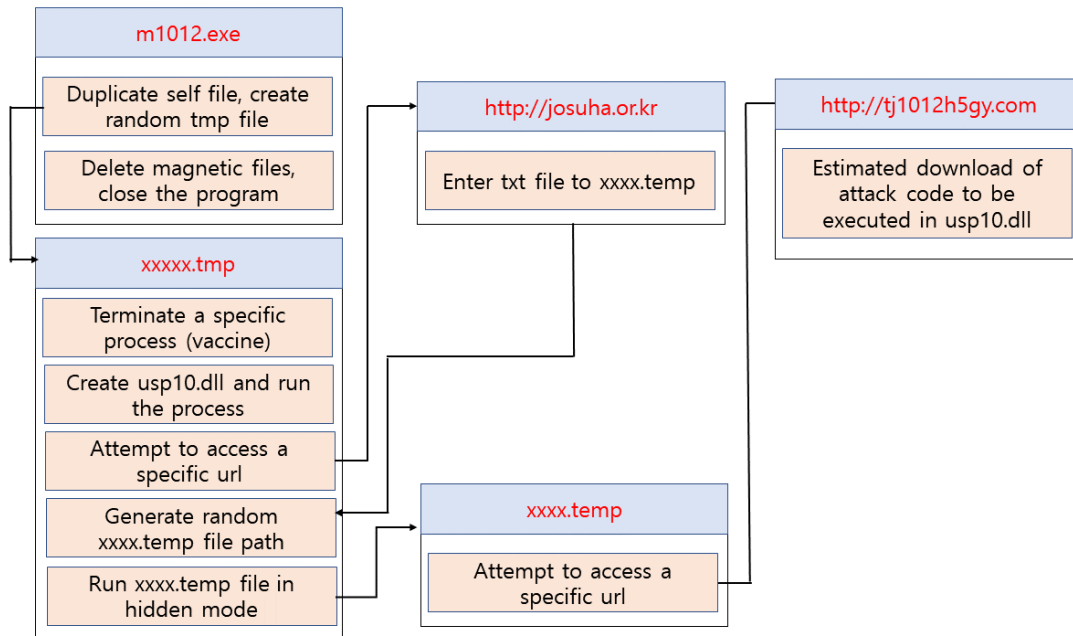 m1012.exe
Duplicate self file, create
random tmp file
Delete magnetic files,
close the program
xxxxx.tmp
Terminate a specific
process (vaccine)
Create usp10.dll and run
the process
Attempt to access a
specific url
Generate random
xxxx.temp file path
Run xxxx.temp file in
hidden mode
http://josuha.or.kr
Enter txt file to xxxx.temp
xxxx.temp
Attempt to access a
specific url
http://tj1012h5gy.com
Estimated download of
attack code to be
executed in usp10.dll